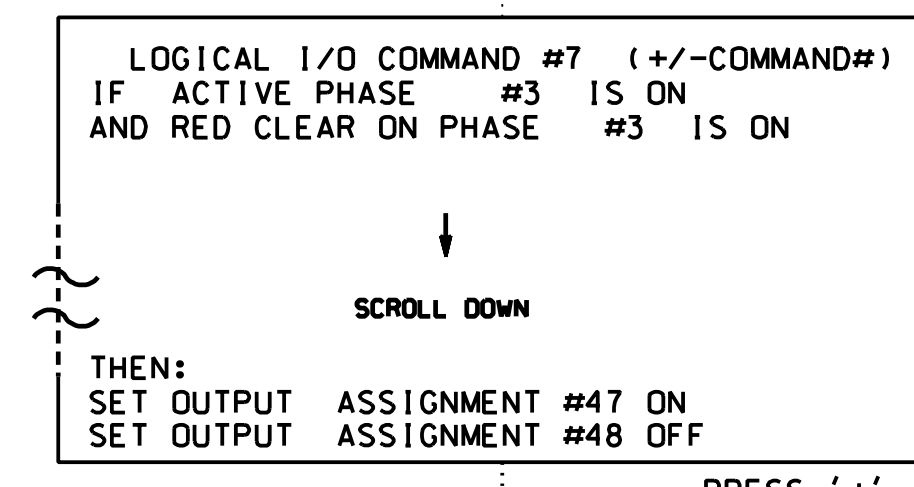 LOGICAL I/O COMMAND #7 (+/-COMMAND#)
IF ACTIVE PHASE #3 IS ON
AND RED CLEAR ON PHASE #3 IS ON
SCROLL DOWN
THEN:
SET OUTPUT ASSIGNMENT #47 ON
SET OUTPUT ASSIGNMENT #48 OFF
PRESS '+'